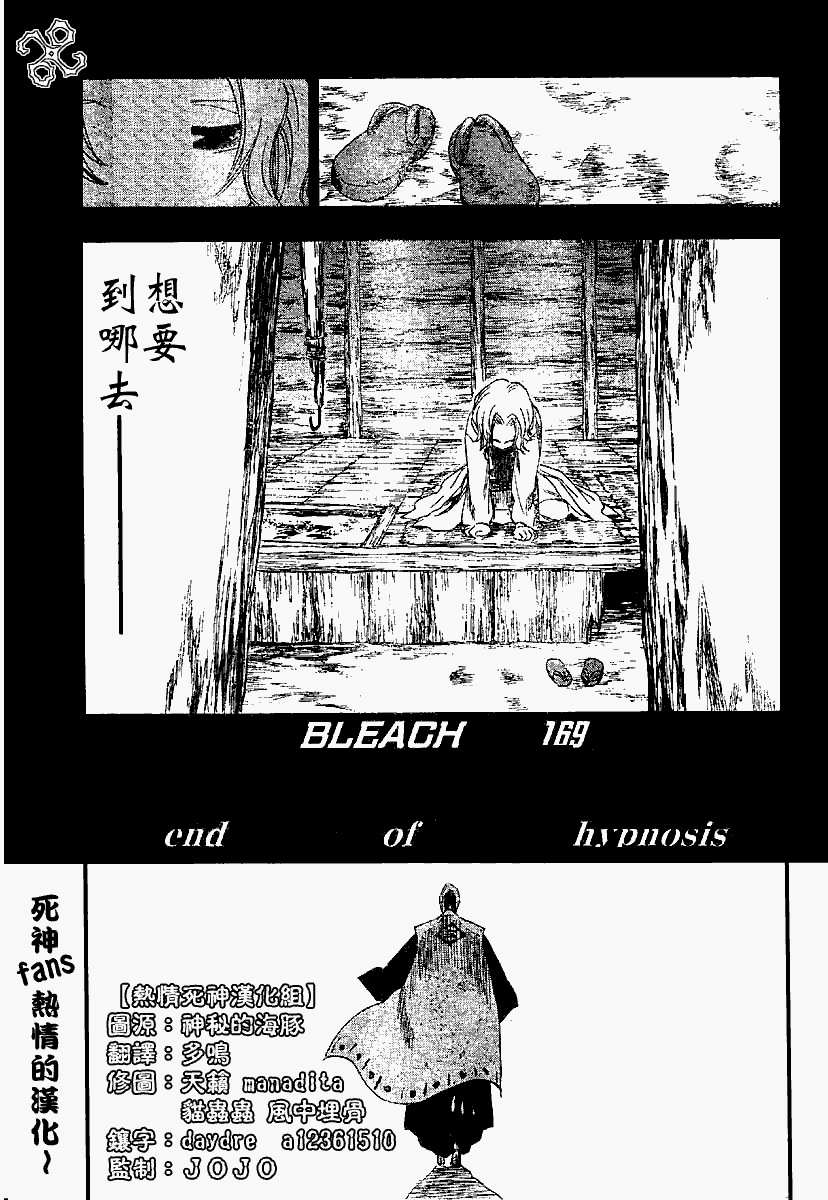 想要
到哪去——
BLEACH 169
end of hypnosis
死神fans熱情的漢化~
【熱情死神漢化組】
圖源：神秘的海豚
翻譯：多鳴
修圖：天籟 manadita
貓蟲蟲 風中埋骨
鑲字：daydre a12361510
監制：JOJO